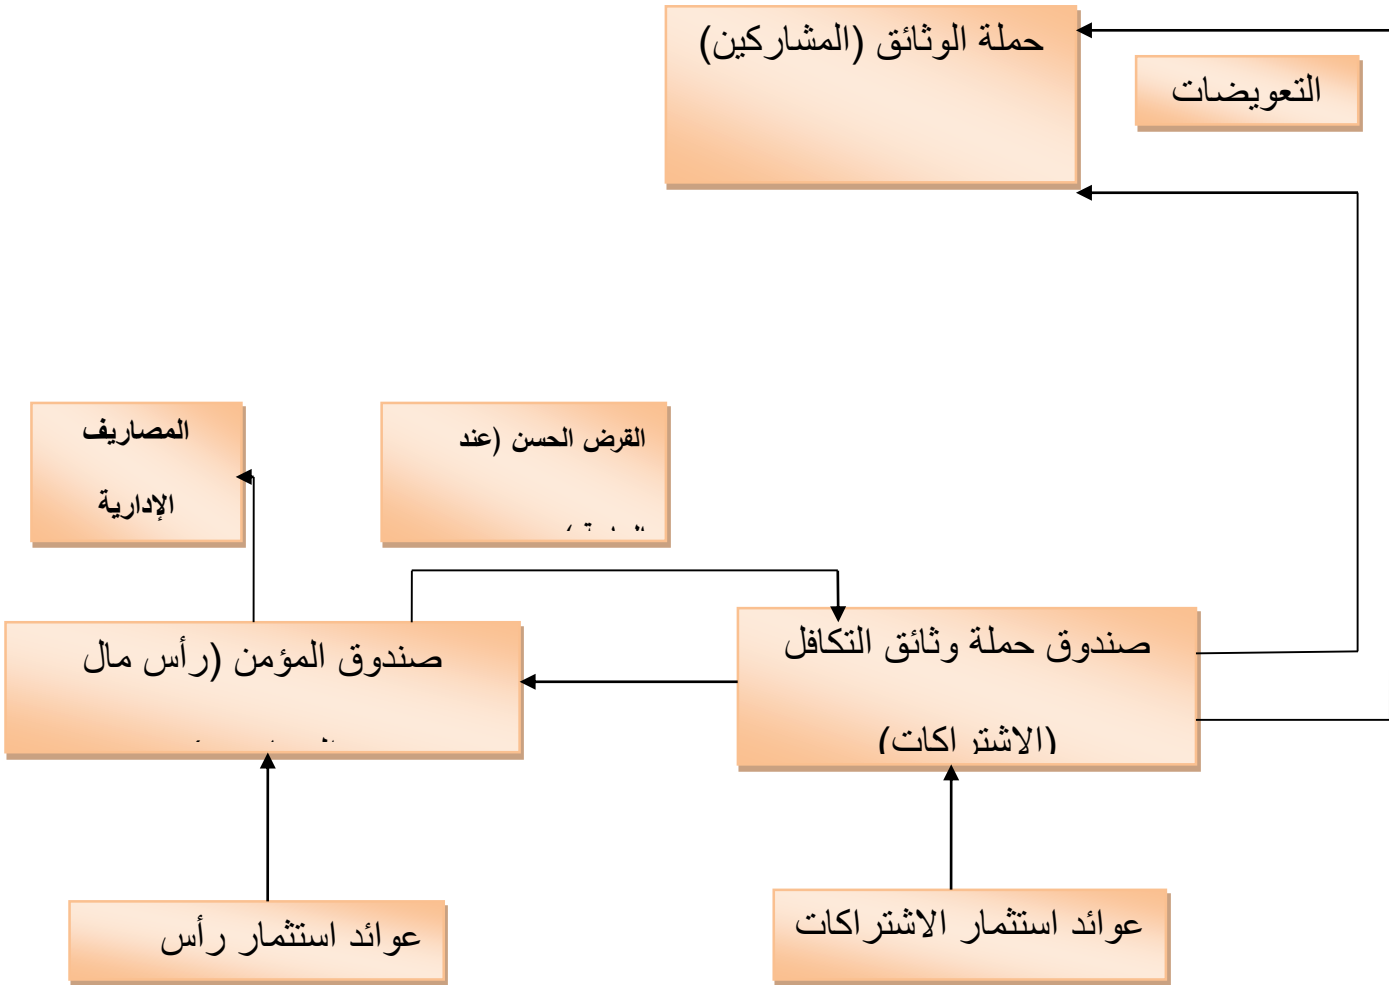 حملة الوثائق (المشاركين)
التعويضات
القرض الحسن (عند
المصاريف
الإدارية
صندوق حملة وثائق التكافل
(الاشتراكات)
صندوق المؤمن (رأس مال
عوائد استثمار الاشتراكات
عوائد استثمار رأس